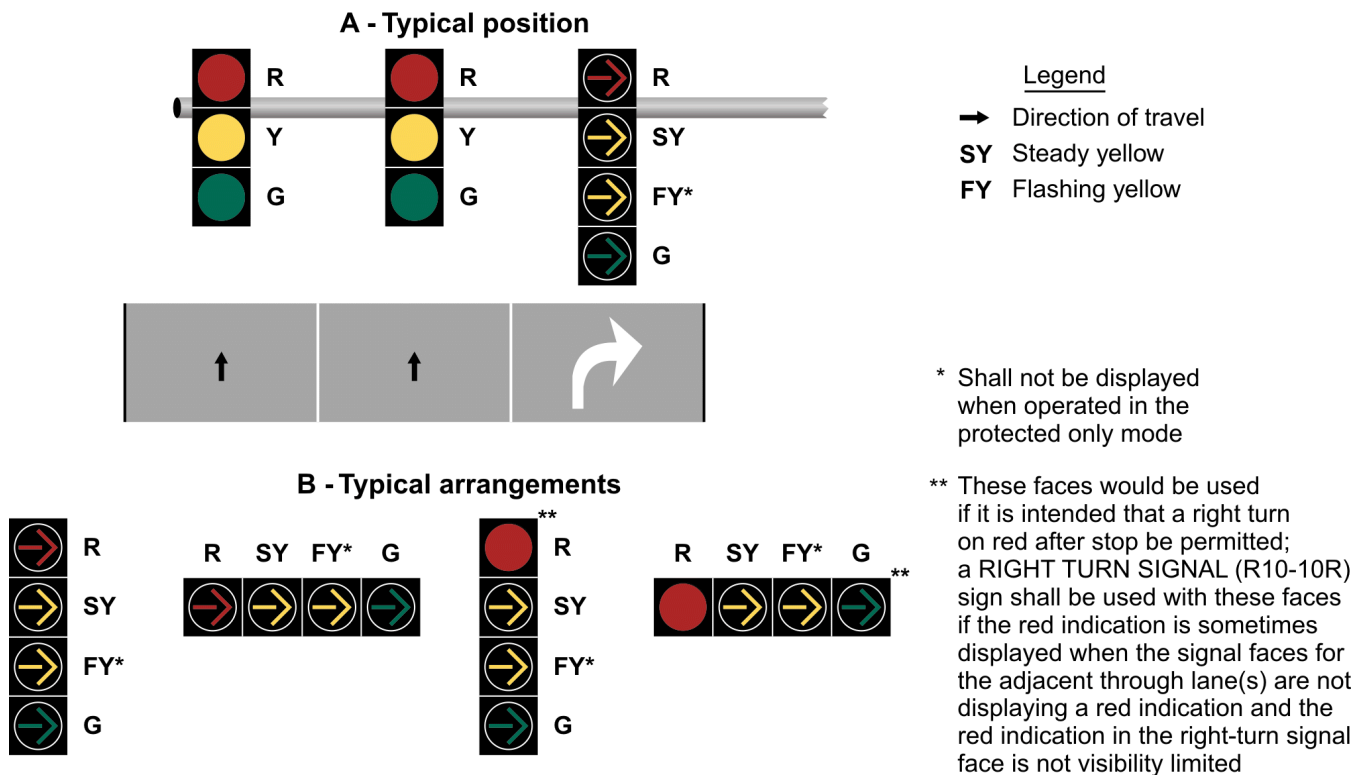 A - Typical position
R
Y
G
R
Y
G
R
SY
FY*
G
Legend
Direction of travel
SY Steady yellow
FY Flashing yellow
* Shall not be displayed
when operated in the
protected only mode
B - Typical arrangements
R
SY
FY*
G
R SY FY* G
**
R
SY
FY*
G
R SY FY* G
**
** These faces would be used
if it is intended that a right turn
on red after stop be permitted;
a RIGHT TURN SIGNAL (R10-10R)
sign shall be used with these faces
if the red indication is sometimes
displayed when the signal faces for
the adjacent through lane(s) are not
displaying a red indication and the
red indication in the right-turn signal
face is not visibility limited